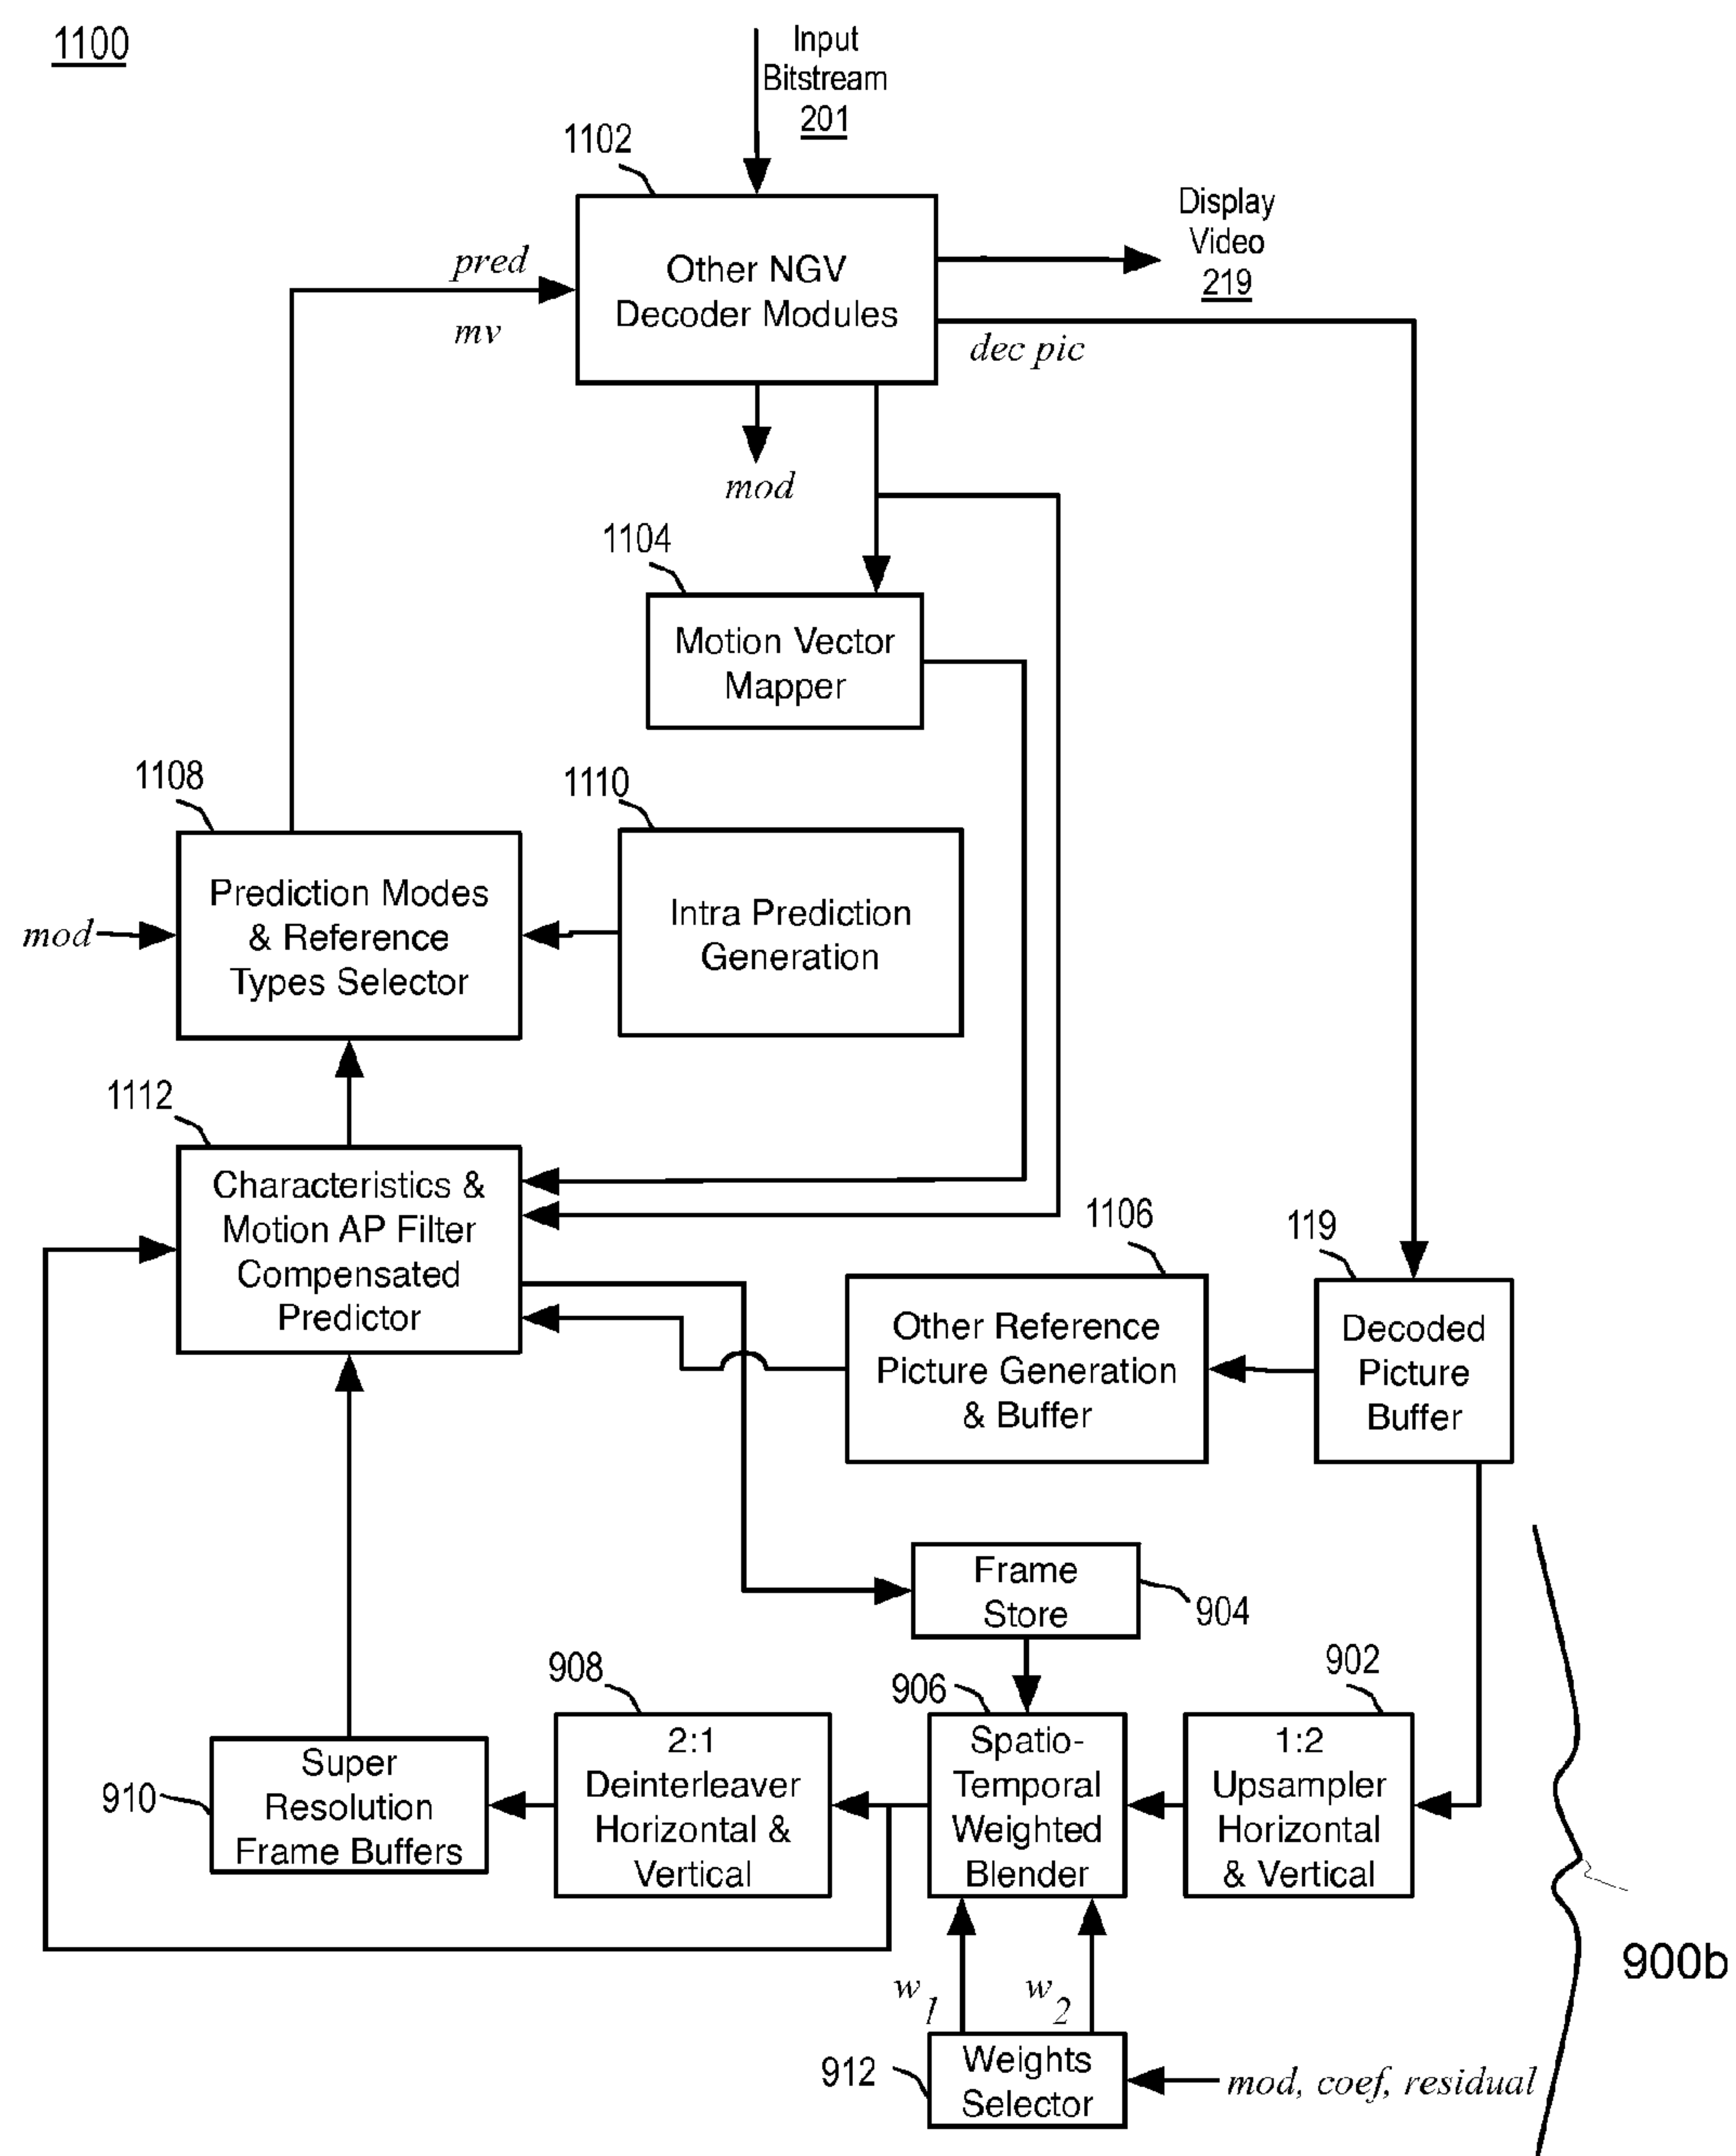 1100
Input
Bitstream
201
1102
Other NGV
Decoder Modules
Display
Video
219
pred
mv
dec pic
mod
1104
Motion Vector
Mapper
1108
1110
Prediction Modes
& Reference
Types Selector
mod
Intra Prediction
Generation
1112
Characteristics &
Motion AP Filter
Compensated
Predictor
1106
119
Other Reference
Picture Generation
& Buffer
Decoded
Picture
Buffer
Frame
Store
904
908
906
902
Super
Resolution
Frame Buffers
910
2:1
Deinterleaver
Horizontal &
Vertical
Spatio-
Temporal
Weighted
Blender
1:2
Upsampler
Horizontal
& Vertical
900b
w1
w2
912
Weights
Selector
mod, coef, residual